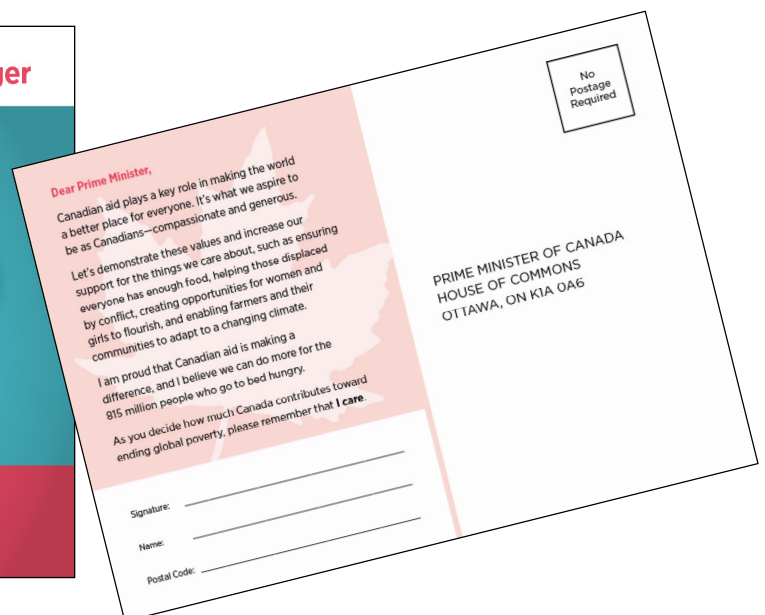 ger
Dear Prime Minister,
Canadian aid plays a key role in making the world
a better place for everyone. It's what we aspire to
be as Canadians—compassionate and generous.
Let's demonstrate these values and increase our
support for the things we care about, such as ensuring
everyone has enough food, helping those displaced
by conflict, creating opportunities for women and
girls to flourish, and enabling farmers and their
communities to adapt to a changing climate.
I am proud that Canadian aid is making a
difference, and I believe we can do more for the
815 million people who go to bed hungry.
As you decide how much Canada contributes toward
ending global poverty, please remember that I care.
Signature:
Name:
Postal Code:
No
Postage
Required
PRIME MINISTER OF CANADA
HOUSE OF COMMONS
OTTAWA, ON K1A 0A6